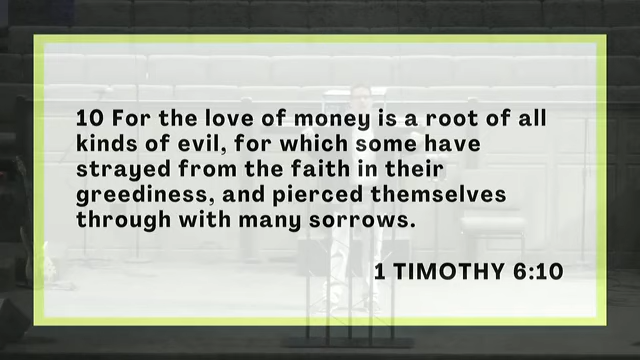 10 For the love of money is a root of all
kinds of evil, for which some have
strayed from the faith in their
greediness, and pierced themselves
through with many sorrows.
1 TIMOTHY 6:10